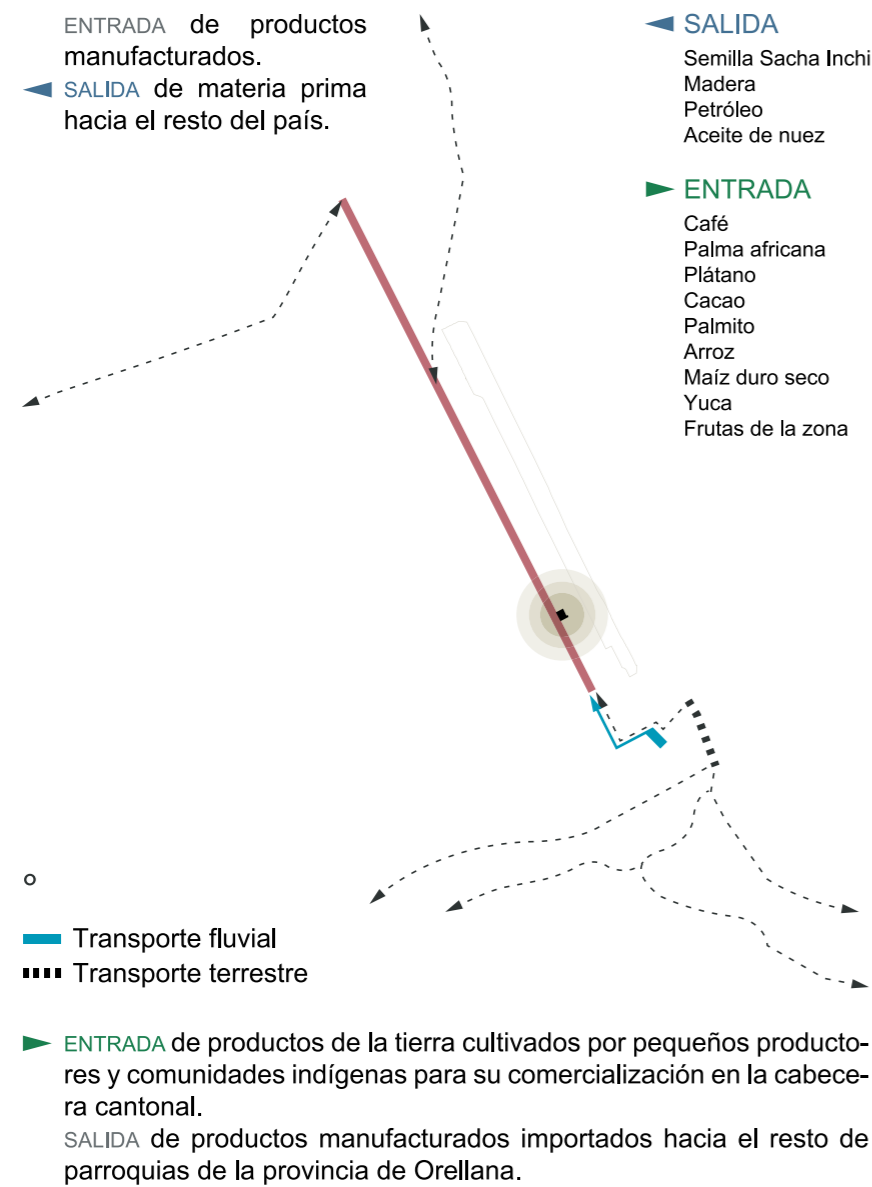 ENTRADA de productos
manufacturados.
SALIDA de materia prima
hacia el resto del país.
SALIDA
Semilla Sacha Inchi
Madera
Petróleo
Aceite de nuez
ENTRADA
Café
Palma africana
Plátano
Cacao
Palmito
Arroz
Maíz duro seco
Yuca
Frutas de la zona
Transporte fluvial
Transporte terrestre
ENTRADA de productos de la tierra cultivados por pequeños producto-
res y comunidades indígenas para su comercialización en la cabece-
ra cantonal.
SALIDA de productos manufacturados importados hacia el resto de
parroquias de la provincia de Orellana.